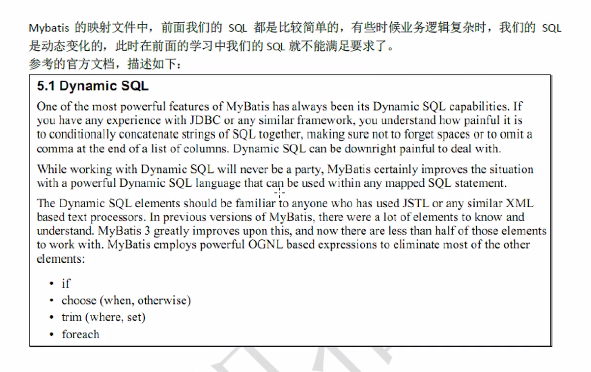 Mybatis 的映射文件中，前面我们的 SQL 都是比较简单的，有些时候业务逻辑复杂时，我们的 SQL
是动态变化的，此时在前面的学习中我们的 SQL 就不能满足要求了。
参考的官方文档，描述如下：
5.1 Dynamic SQL
One of the most powerful features of MyBatis has always been its Dynamic SQL capabilities. If
you have any experience with JDBC or any similar framework, you understand how painful it is
to conditionally concatenate strings of SQL together, making sure not to forget spaces or to omit a
comma at the end of a list of columns. Dynamic SQL can be downright painful to deal with.
While working with Dynamic SQL will never be a party, MyBatis certainly improves the situation
with a powerful Dynamic SQL language that can be used within any mapped SQL statement.
The Dynamic SQL elements should be familiar to anyone who has used JSTL or any similar XML
based text processors. In previous versions of MyBatis, there were a lot of elements to know and
understand. MyBatis 3 greatly improves upon this, and now there are less than half of those elements
to work with. MyBatis employs powerful OGNL based expressions to eliminate most of the other
elements:
• if
• choose (when, otherwise)
• trim (where, set)
• foreach